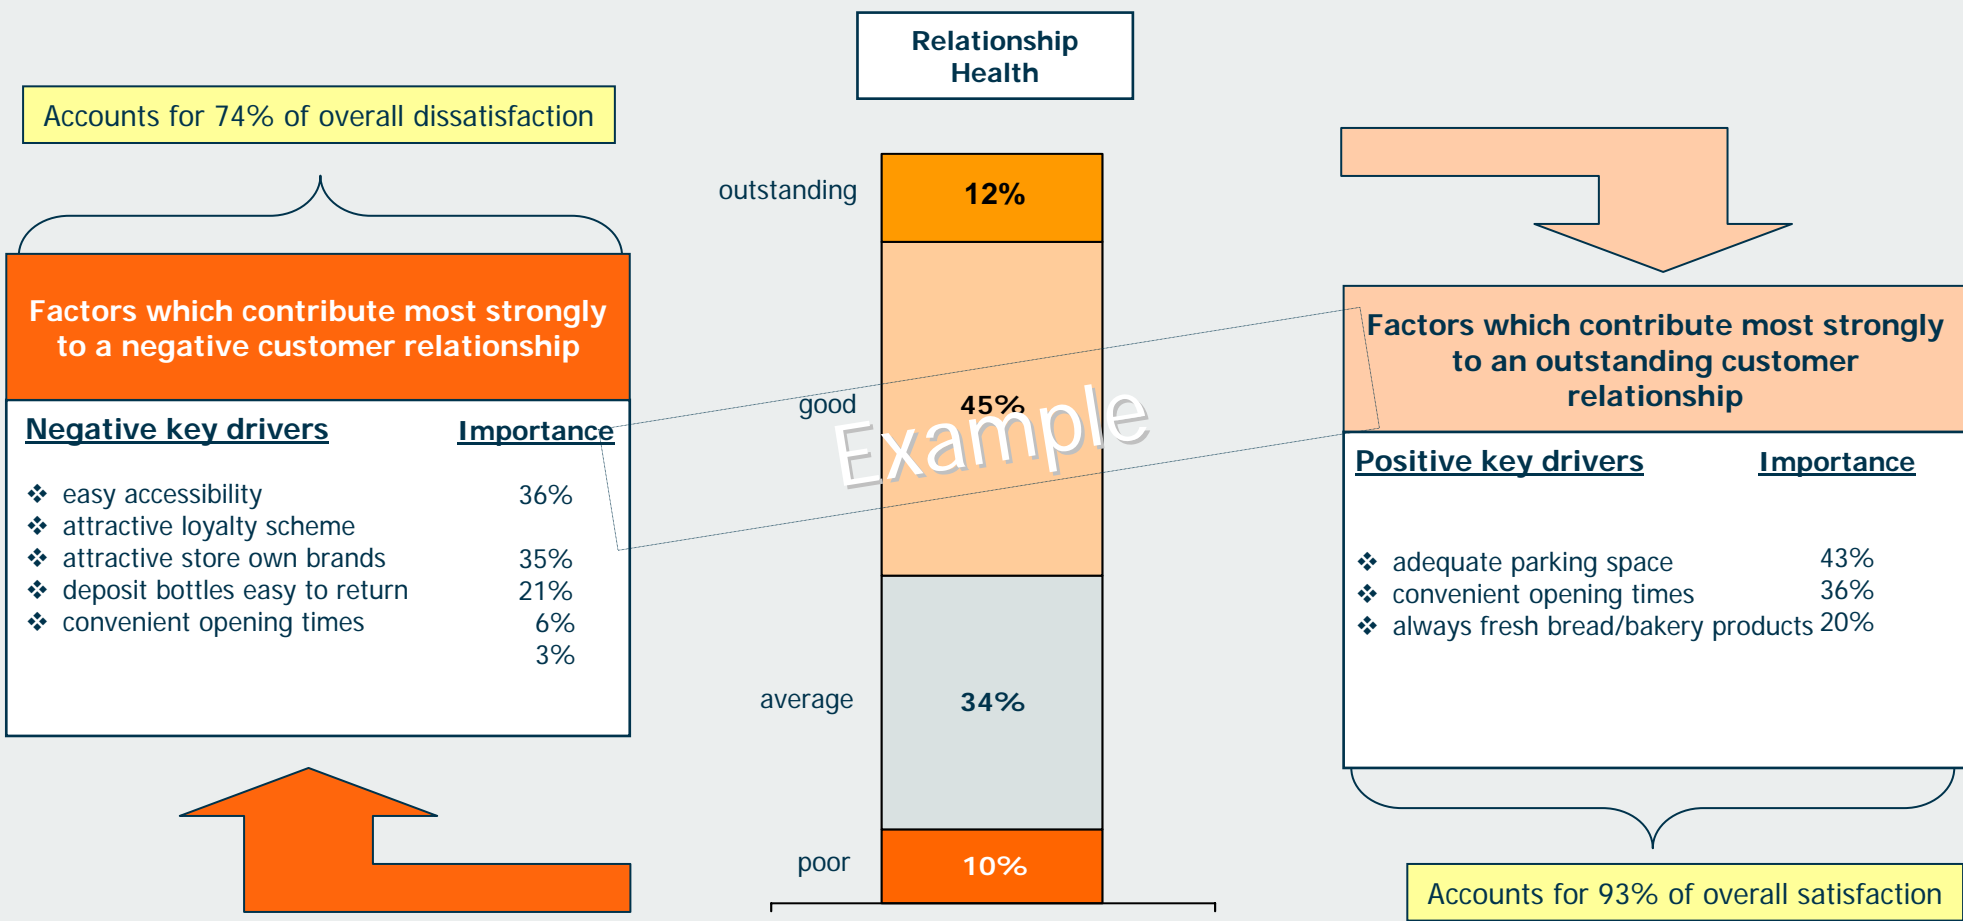 Relationship
Health
Accounts for 74% of overall dissatisfaction
Factors which contribute most strongly
to a negative customer relationship
Negative key drivers Importance
❖ easy accessibility 36%
❖ attractive loyalty scheme
❖ attractive store own brands 35%
❖ deposit bottles easy to return 21%
❖ convenient opening times 6%
3%
outstanding 12%
good 45%
Example
average 34%
poor 10%
Factors which contribute most strongly
to an outstanding customer
relationship
Positive key drivers Importance
❖ adequate parking space 43%
❖ convenient opening times 36%
❖ always fresh bread/bakery products 20%
Accounts for 93% of overall satisfaction